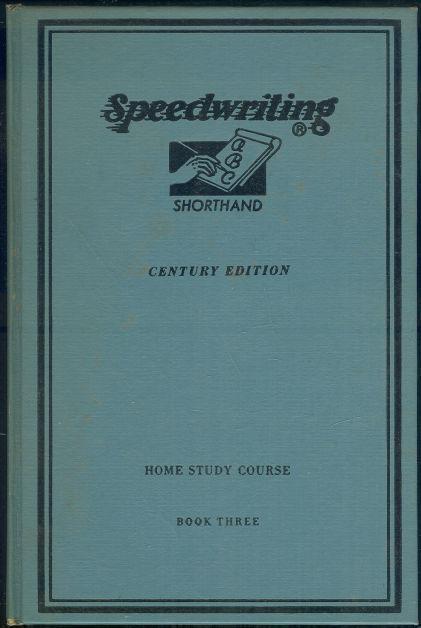 Speedwriting®
A
B
C
SHORTHAND
CENTURY EDITION
HOME STUDY COURSE
BOOK THREE